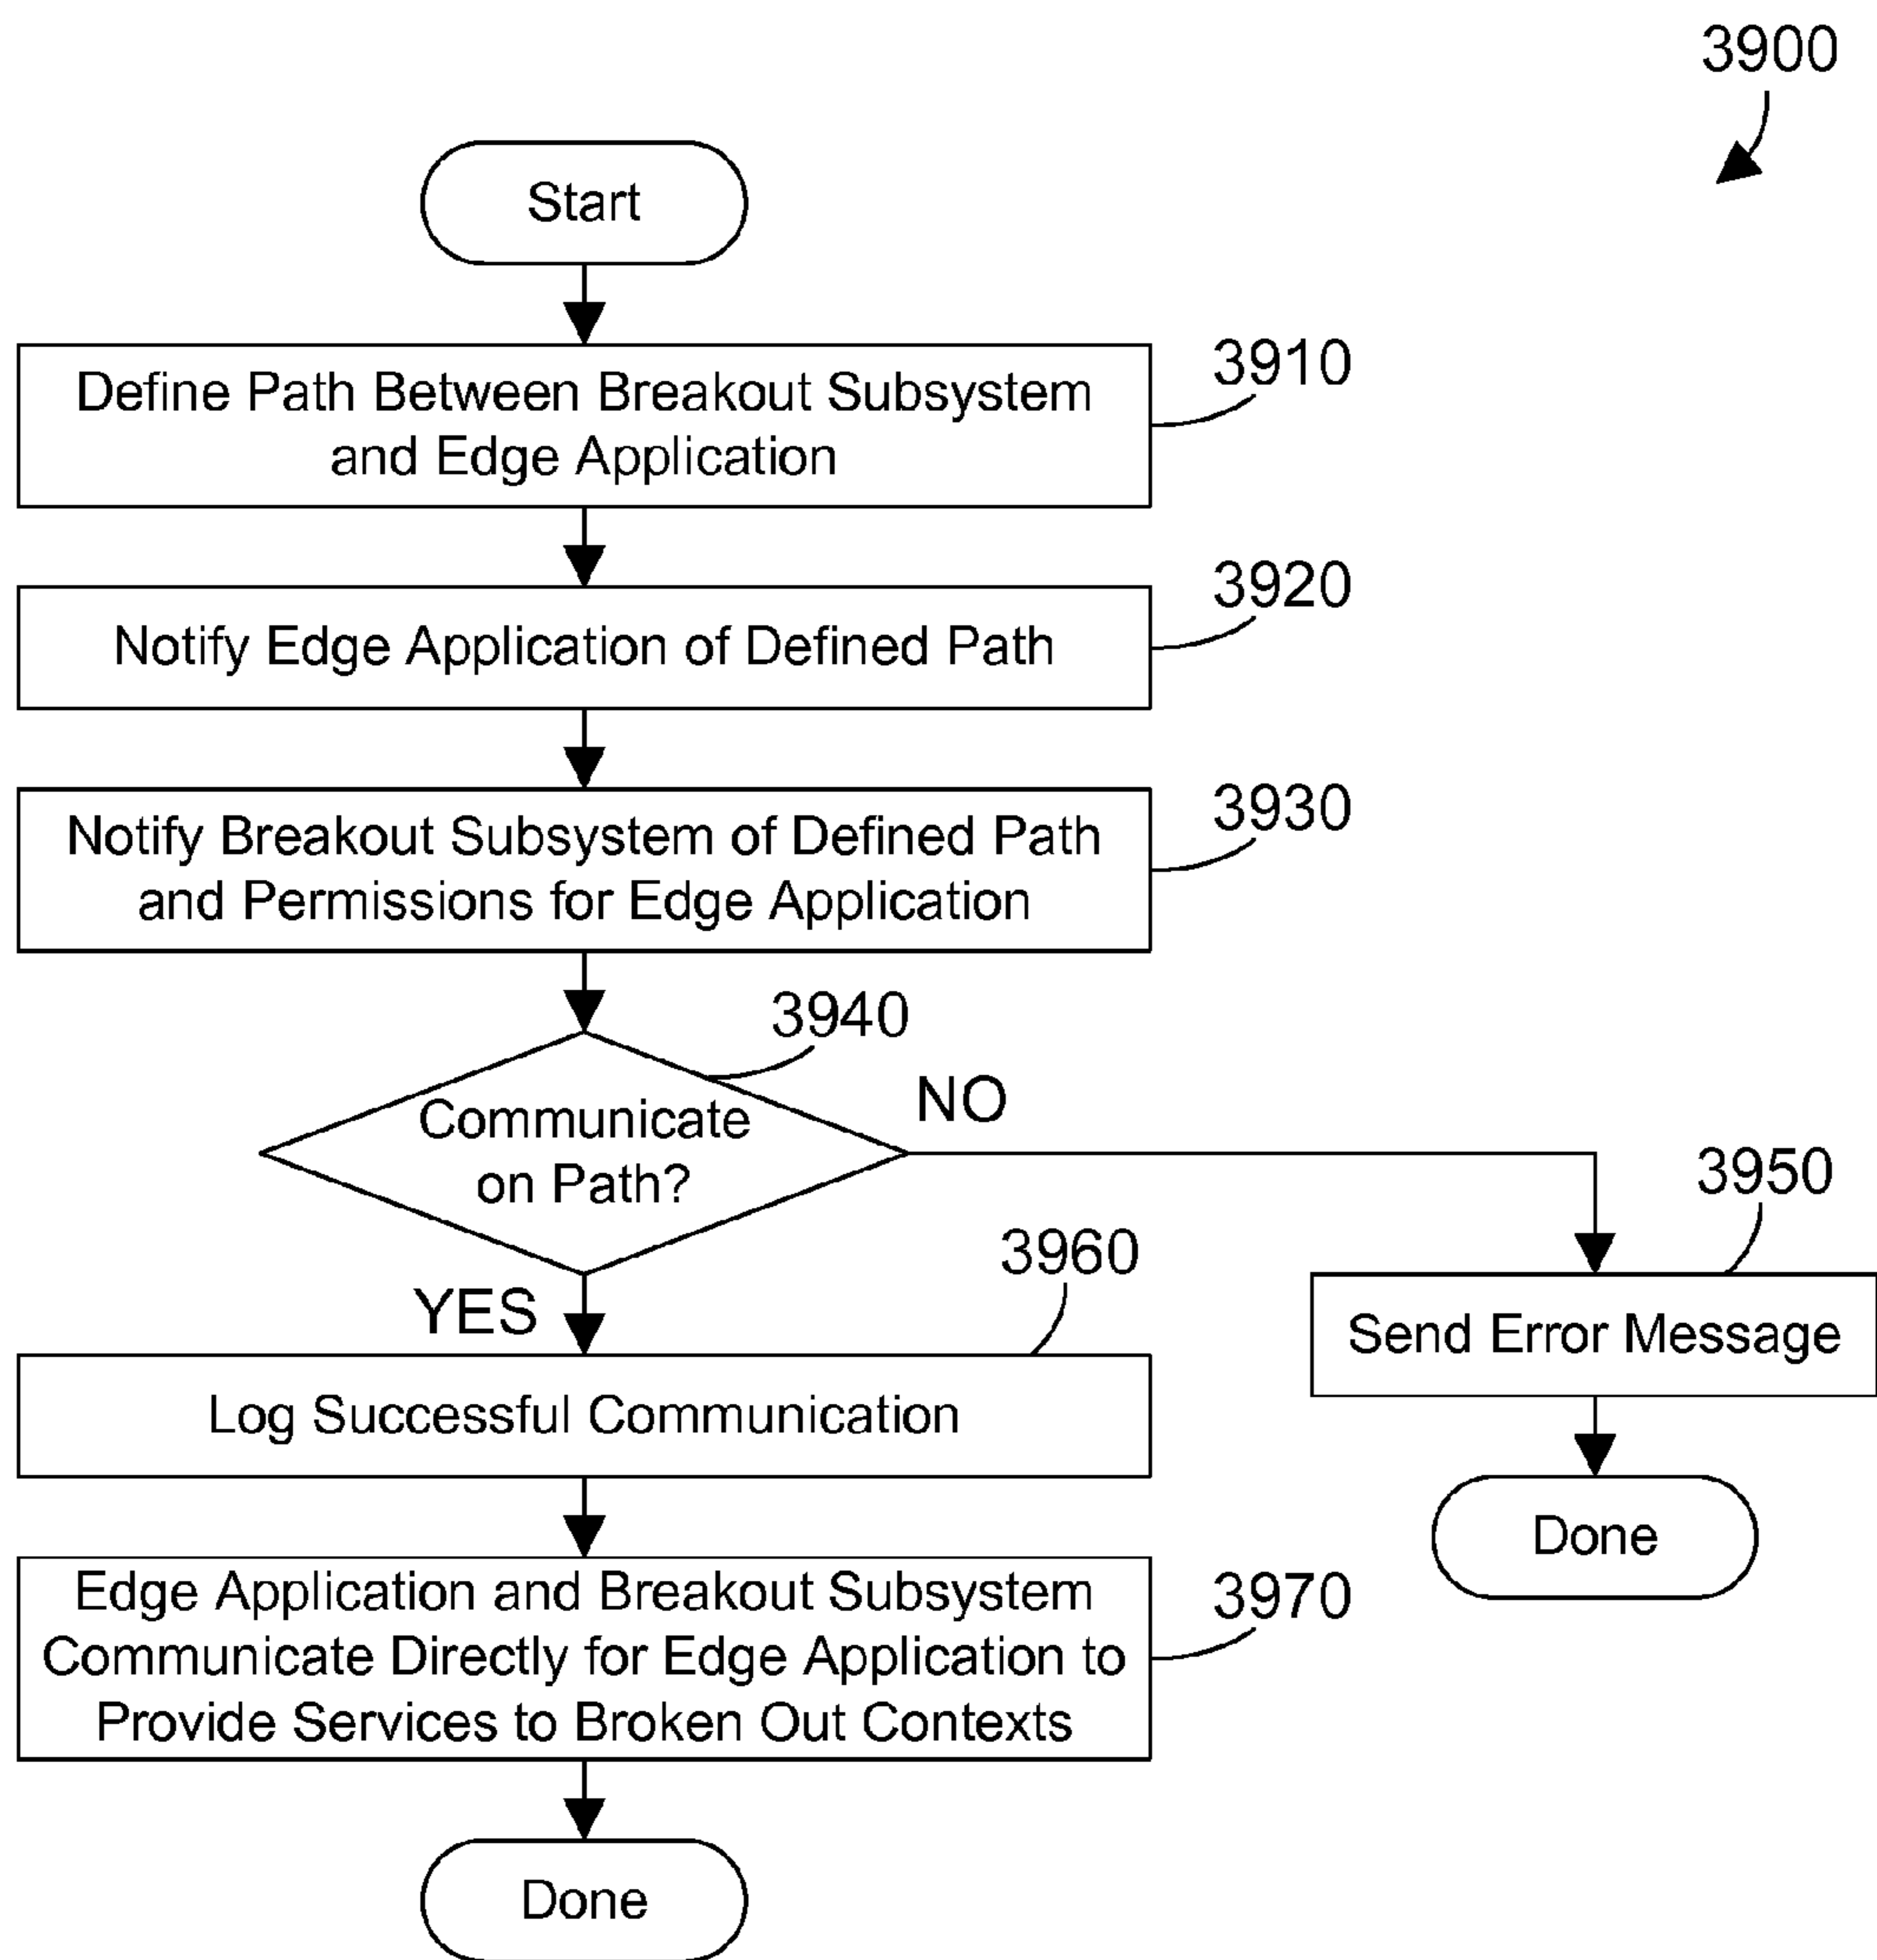 3900
Start
Define Path Between Breakout Subsystem
and Edge Application
3910
Notify Edge Application of Defined Path
3920
Notify Breakout Subsystem of Defined Path
and Permissions for Edge Application
3930
3940
Communicate
on Path?
NO
YES
3950
Send Error Message
Done
3960
Log Successful Communication
Edge Application and Breakout Subsystem
Communicate Directly for Edge Application to
Provide Services to Broken Out Contexts
3970
Done